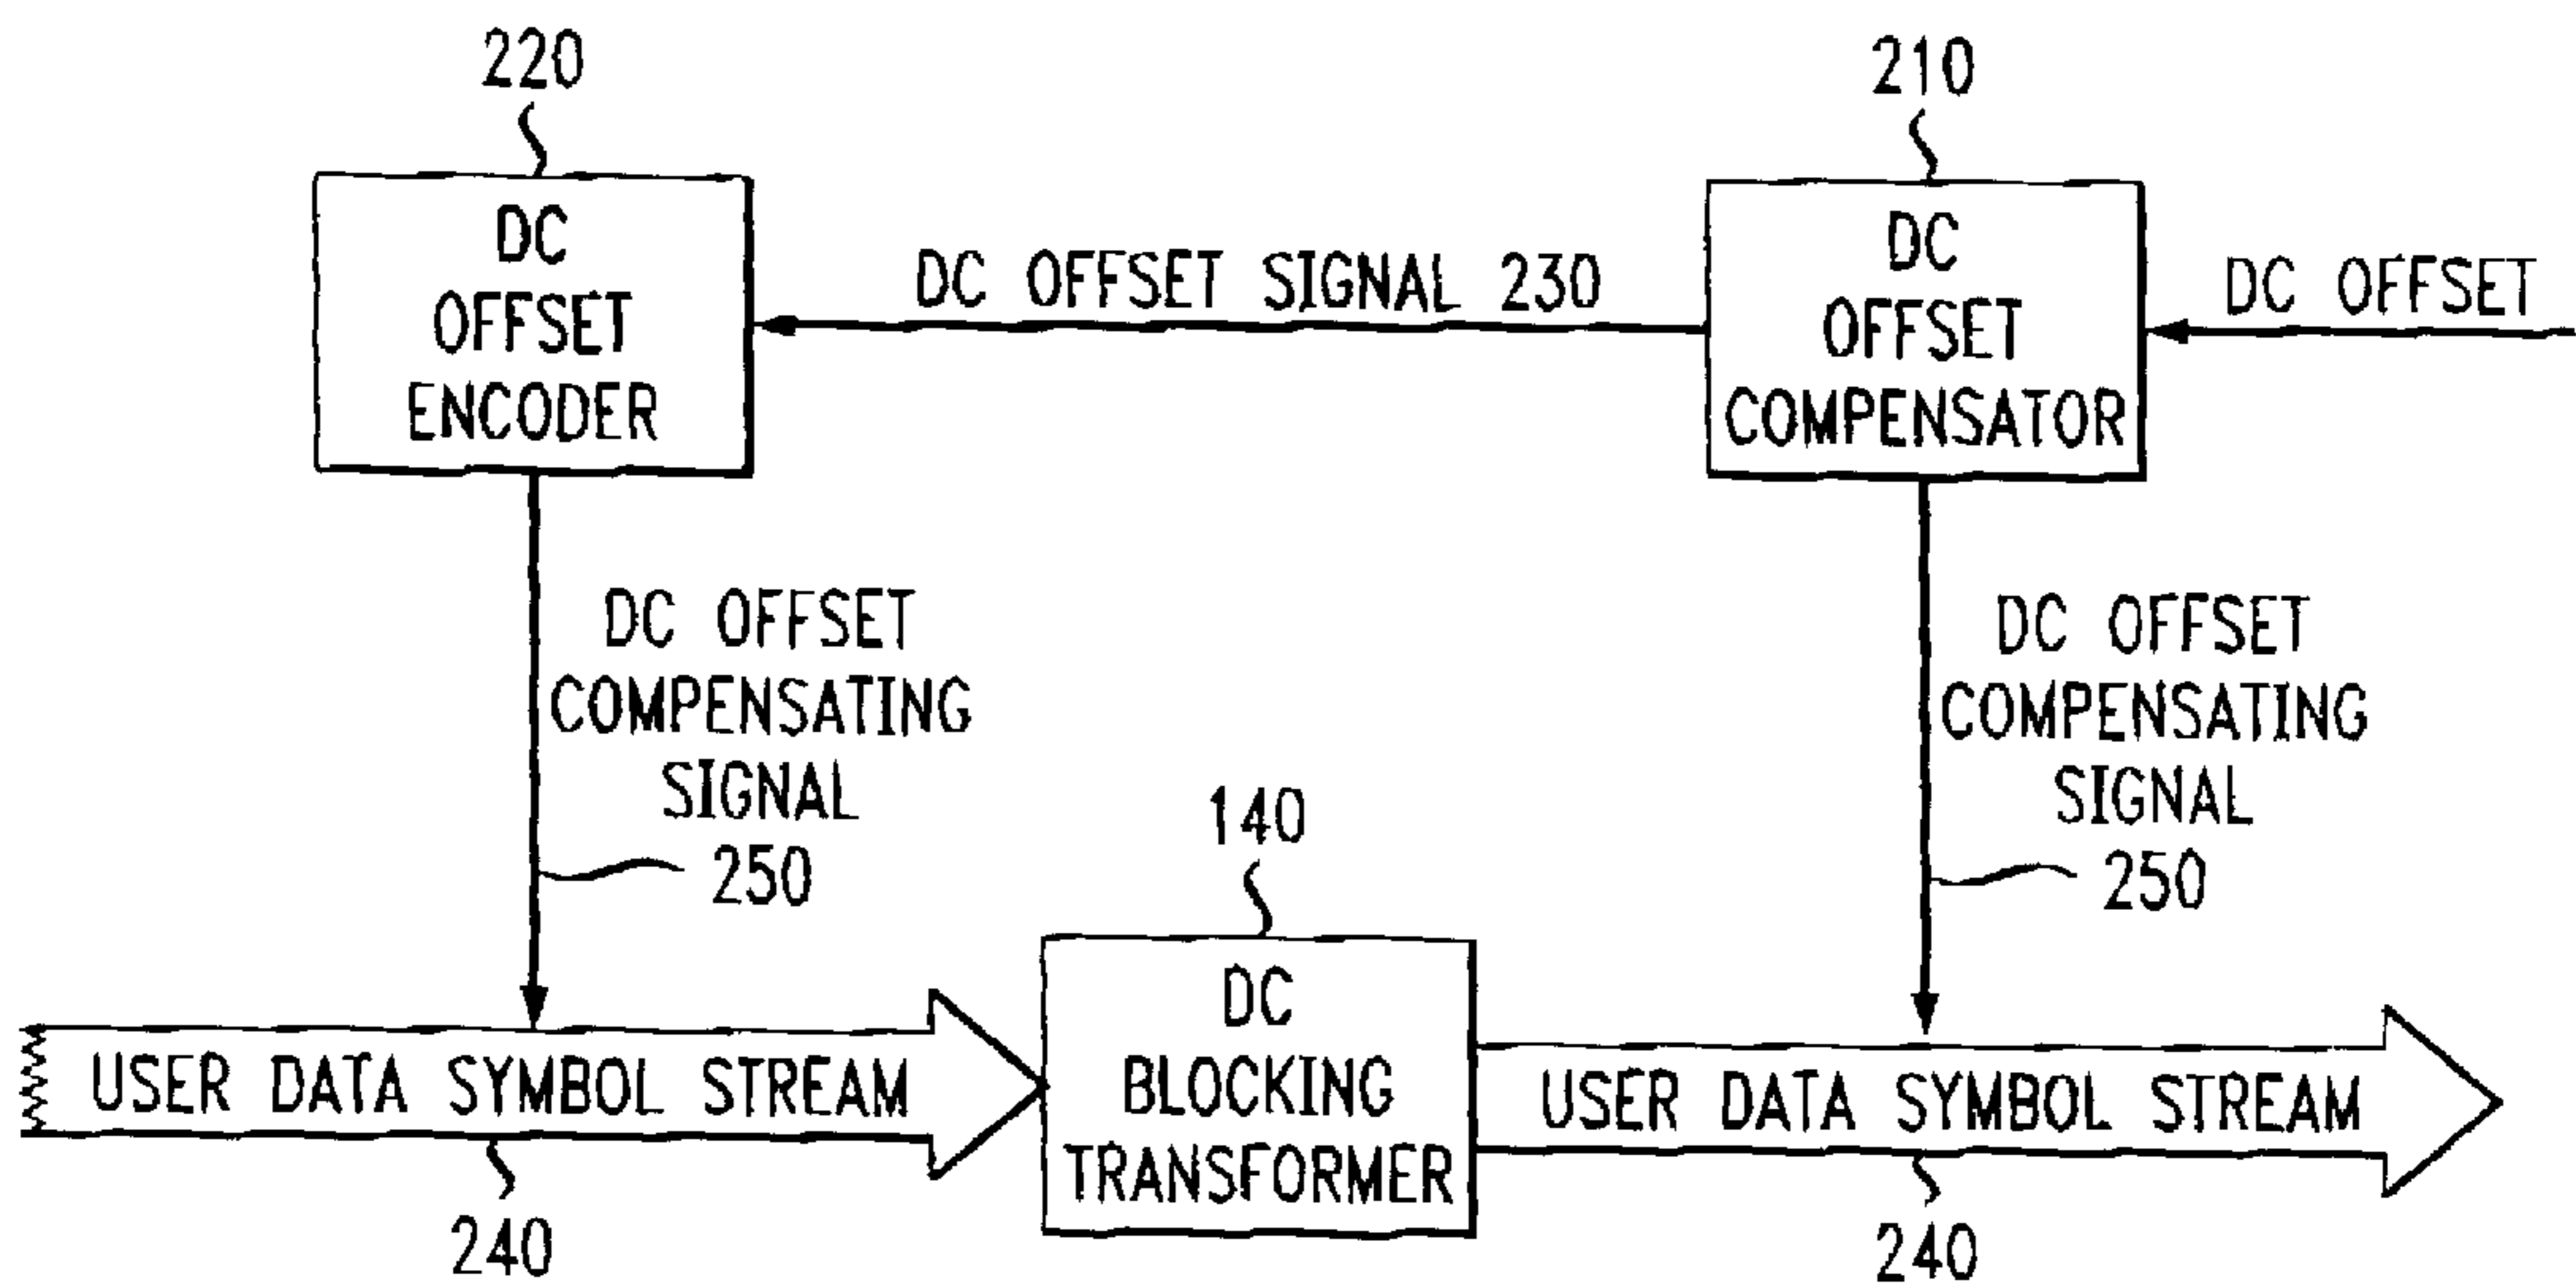 220
210
DC
OFFSET
ENCODER
DC OFFSET SIGNAL 230
DC
OFFSET
COMPENSATOR
DC OFFSET
DC OFFSET
COMPENSATING
SIGNAL
250
DC OFFSET
COMPENSATING
SIGNAL
250
140
DC
BLOCKING
TRANSFORMER
USER DATA SYMBOL STREAM
240
USER DATA SYMBOL STREAM
240